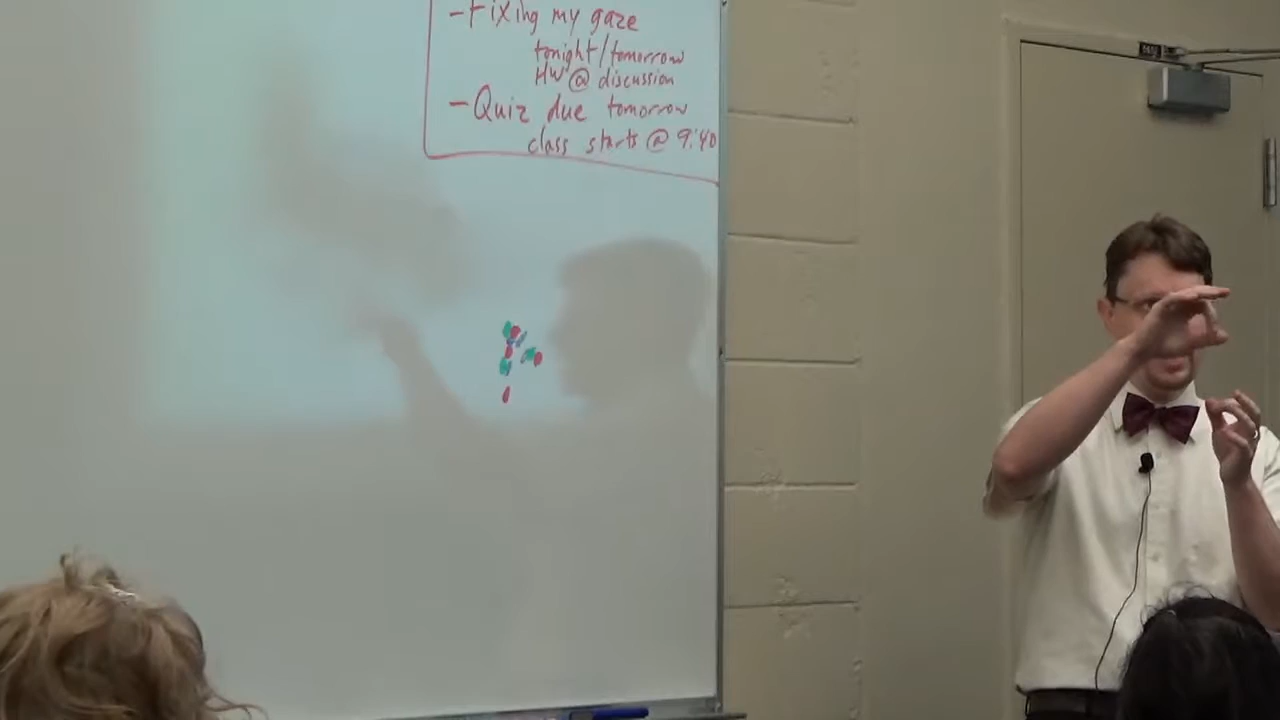 - Fixing my gaze
tonight/tomorrow
HW @ discussion
- Quiz due tomorrow
class starts @ 9:40